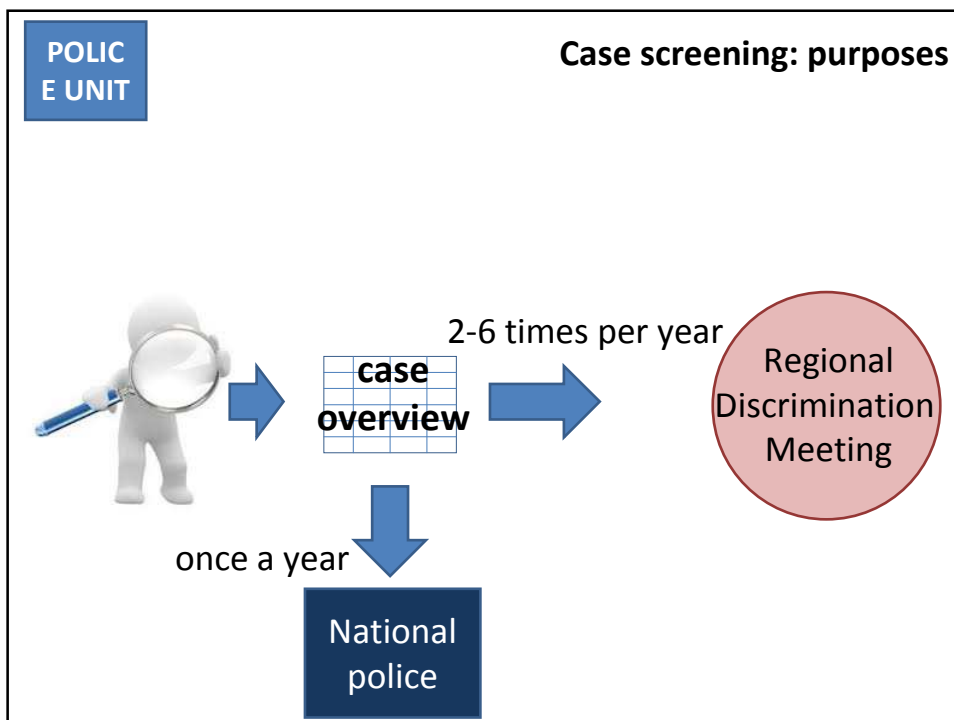 POLIC
E UNIT
Case screening: purposes
2-6 times per year
case
overview
Regional
Discrimination
Meeting
once a year
National
police